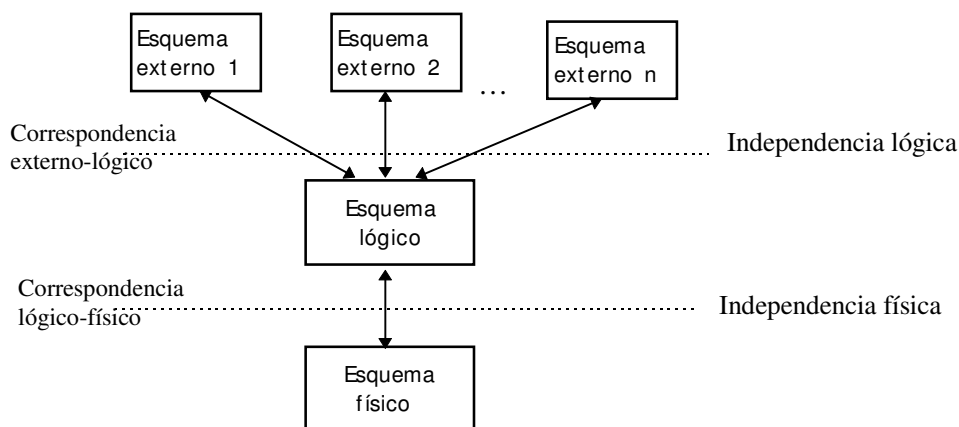 Esquema
externo 1
Esquema
externo 2
...
Esquema
externo n
Correspondencia
externo-lógico
Independencia lógica
Esquema
lógico
Correspondencia
lógico-físico
Independencia física
Esquema
físico